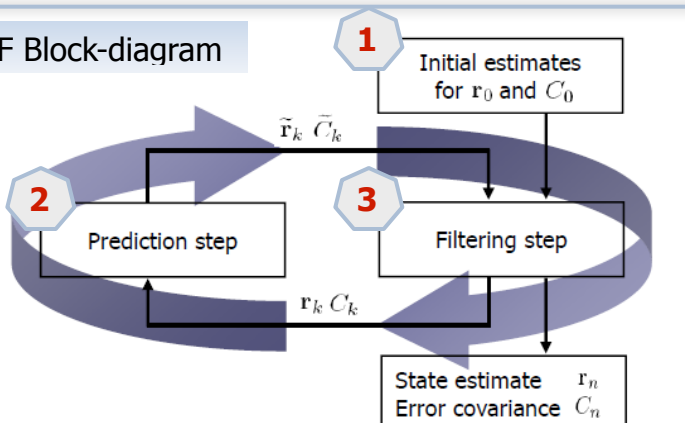 F Block-diagram
1
Initial estimates
for r₀ and C₀
r̃ₖ C̃ₖ
2
3
Prediction step
Filtering step
rₖ Cₖ
State estimate rₙ
Error covariance Cₙ